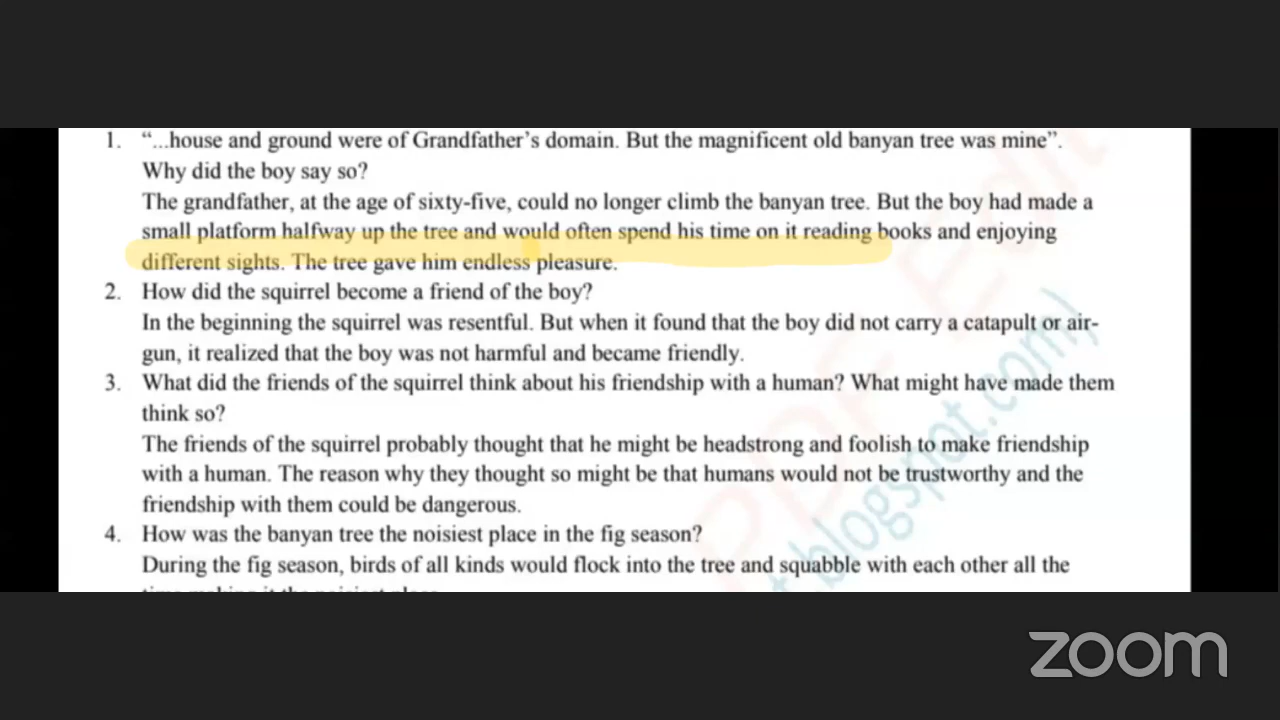 1. “...house and ground were of Grandfather’s domain. But the magnificent old banyan tree was mine”.
Why did the boy say so?
The grandfather, at the age of sixty-five, could no longer climb the banyan tree. But the boy had made a
small platform halfway up the tree and would often spend his time on it reading books and enjoying
different sights. The tree gave him endless pleasure.
2. How did the squirrel become a friend of the boy?
In the beginning the squirrel was resentful. But when it found that the boy did not carry a catapult or air-
gun, it realized that the boy was not harmful and became friendly.
3. What did the friends of the squirrel think about his friendship with a human? What might have made them
think so?
The friends of the squirrel probably thought that he might be headstrong and foolish to make friendship
with a human. The reason why they thought so might be that humans would not be trustworthy and the
friendship with them could be dangerous.
4. How was the banyan tree the noisiest place in the fig season?
During the fig season, birds of all kinds would flock into the tree and squabble with each other all the
PDF Edit
blogspot.com)
zoom